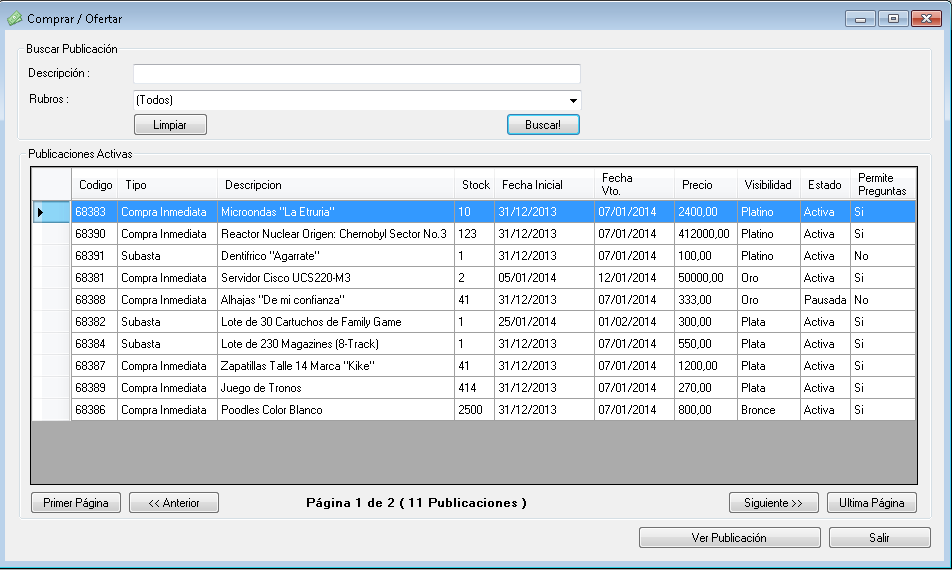 Comprar / Ofertar
Buscar Publicación
Descripción :
Rubros : (Todos)
Limpiar Buscar!
Publicaciones Activas
Codigo Tipo Descripcion Stock Fecha Inicial Fecha Vto. Precio Visibilidad Estado Permite Preguntas
68383 Compra Inmediata Microondas "La Etruria" 10 31/12/2013 07/01/2014 2400,00 Platino Activa Si
68390 Compra Inmediata Reactor Nuclear Origen: Chernobyl Sector No.3 123 31/12/2013 07/01/2014 412000,00 Platino Activa Si
68391 Subasta Dentífrico "Agarrate" 1 31/12/2013 07/01/2014 100,00 Platino Activa No
68381 Compra Inmediata Servidor Cisco UCS220-M3 2 05/01/2014 12/01/2014 50000,00 Oro Activa Si
68388 Compra Inmediata Alhajas "De mi confianza" 41 31/12/2013 07/01/2014 333,00 Oro Pausada No
68382 Subasta Lote de 30 Cartuchos de Family Game 1 25/01/2014 01/02/2014 300,00 Plata Activa Si
68384 Subasta Lote de 230 Magazines (8-Track) 1 31/12/2013 07/01/2014 550,00 Plata Activa Si
68387 Compra Inmediata Zapatillas Talle 14 Marca "Kike" 41 31/12/2013 07/01/2014 1200,00 Plata Activa Si
68389 Compra Inmediata Juego de Tronos 414 31/12/2013 07/01/2014 270,00 Plata Activa Si
68386 Compra Inmediata Poodles Color Blanco 2500 31/12/2013 07/01/2014 800,00 Bronce Activa Si
Primer Página << Anterior Página 1 de 2 ( 11 Publicaciones ) Siguiente >> Ultima Página
Ver Publicación Salir